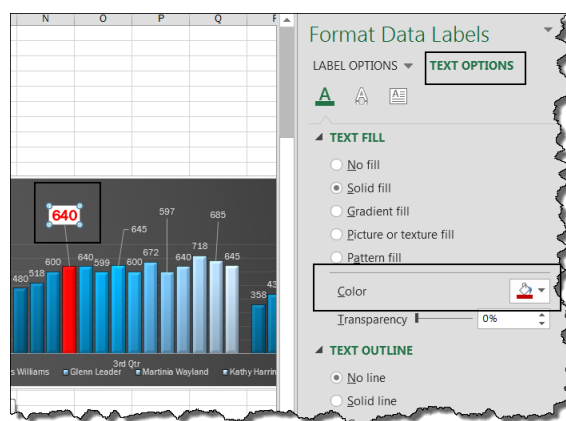 N O P Q
640
597
685
645
718
672
640 599 600 640 645
600
480 518
358
43
3rd Qtr
s Williams Glenn Leader Martinia Wayland Kathy Harrin
Format Data Labels
LABEL OPTIONS TEXT OPTIONS
A A A
TEXT FILL
No fill
Solid fill
Gradient fill
Picture or texture fill
Pattern fill
Color
Transparency 0%
TEXT OUTLINE
No line
Solid line